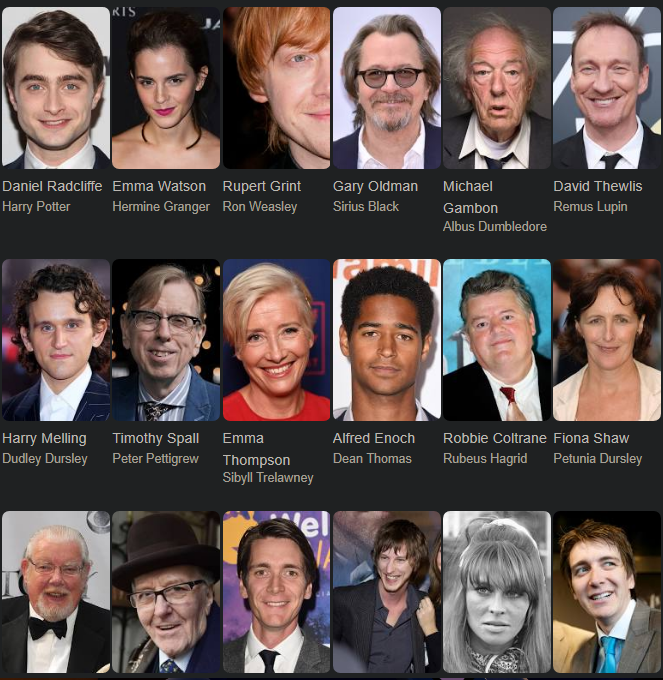 ARTS
Daniel Radcliffe Emma Watson Rupert Grint Gary Oldman Michael Gambon David Thewlis
Harry Potter Hermine Granger Ron Weasley Sirius Black Albus Dumbledore Remus Lupin
Harry Melling Timothy Spall Emma Thompson Alfred Enoch Robbie Coltrane Fiona Shaw
Dudley Dursley Peter Pettigrew Sibyll Trelawney Dean Thomas Rubeus Hagrid Petunia Dursley
Wel